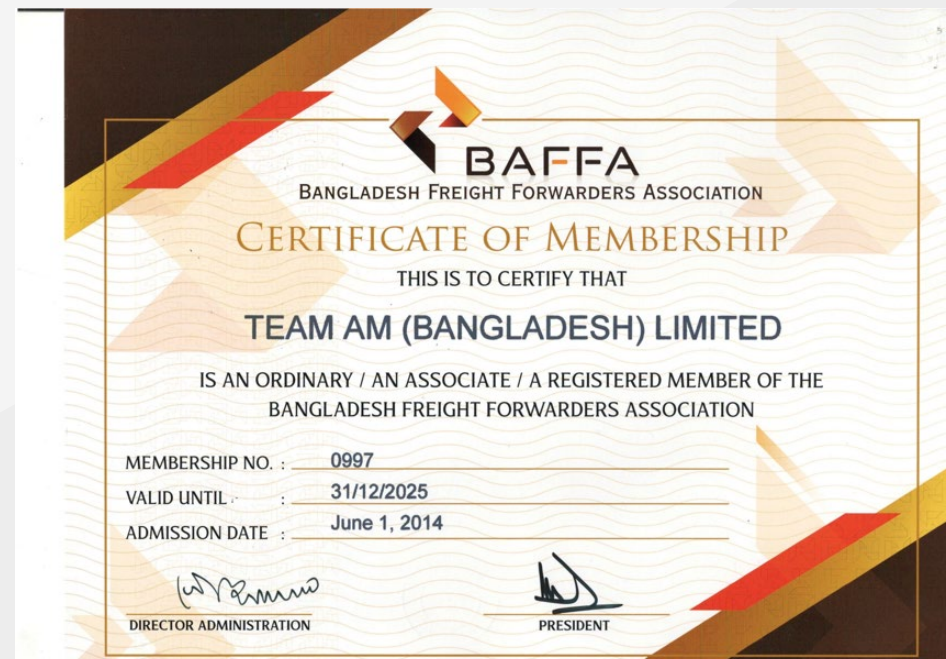 BAFFA
BANGLADESH FREIGHT FORWARDERS ASSOCIATION
CERTIFICATE OF MEMBERSHIP
THIS IS TO CERTIFY THAT
TEAM AM (BANGLADESH) LIMITED
IS AN ORDINARY / AN ASSOCIATE / A REGISTERED MEMBER OF THE
BANGLADESH FREIGHT FORWARDERS ASSOCIATION
MEMBERSHIP NO. : 0997
VALID UNTIL : 31/12/2025
ADMISSION DATE : June 1, 2014
DIRECTOR ADMINISTRATION PRESIDENT